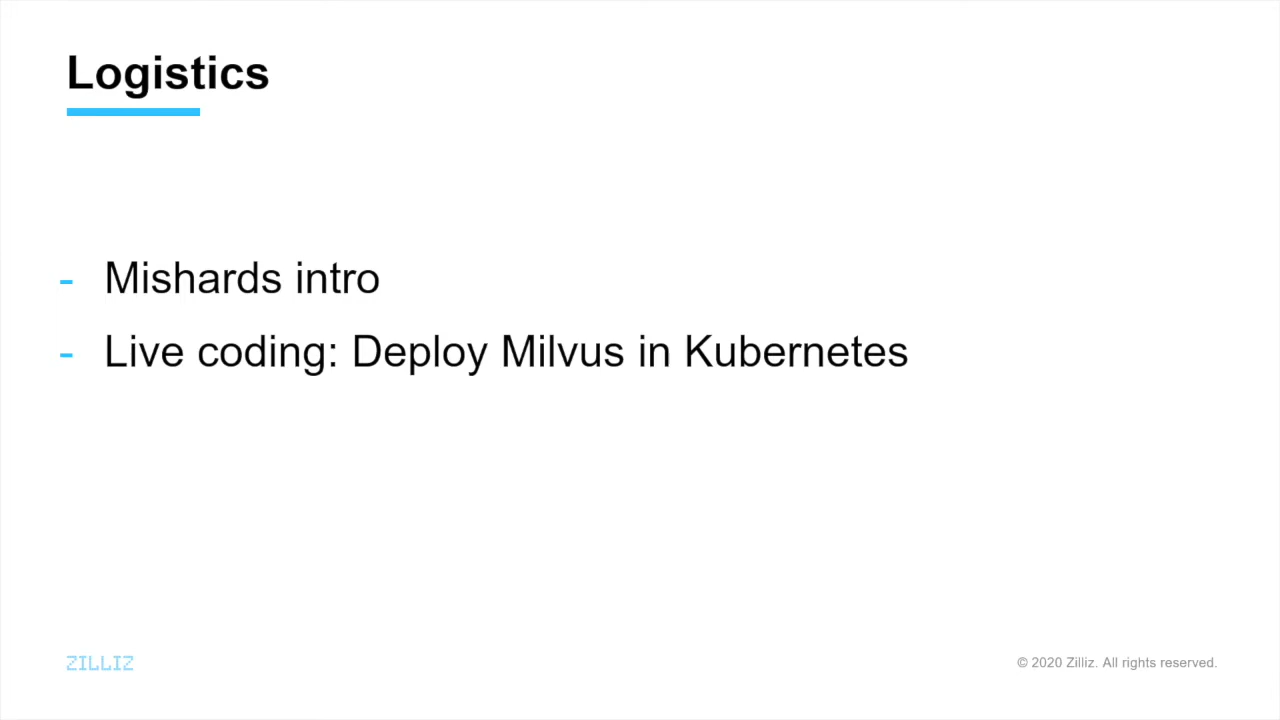 Logistics
- Mishards intro
- Live coding: Deploy Milvus in Kubernetes
ZILLIZ
© 2020 Zilliz. All rights reserved.